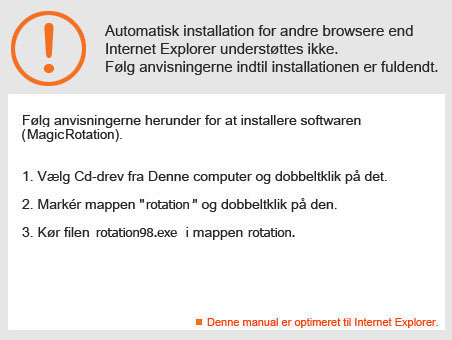 Automatisk installation for andre browsere end
Internet Explorer understøttes ikke.
Følg anvisningerne indtil installationen er fuldendt.
Følg anvisningerne herunder for at installere softwaren
(MagicRotation).
1. Vælg Cd-drev fra Denne computer og dobbeltklik på det.
2. Markér mappen "rotation" og dobbeltklik på den.
3. Kør filen rotation98.exe i mappen rotation.
Denne manual er optimeret til Internet Explorer.